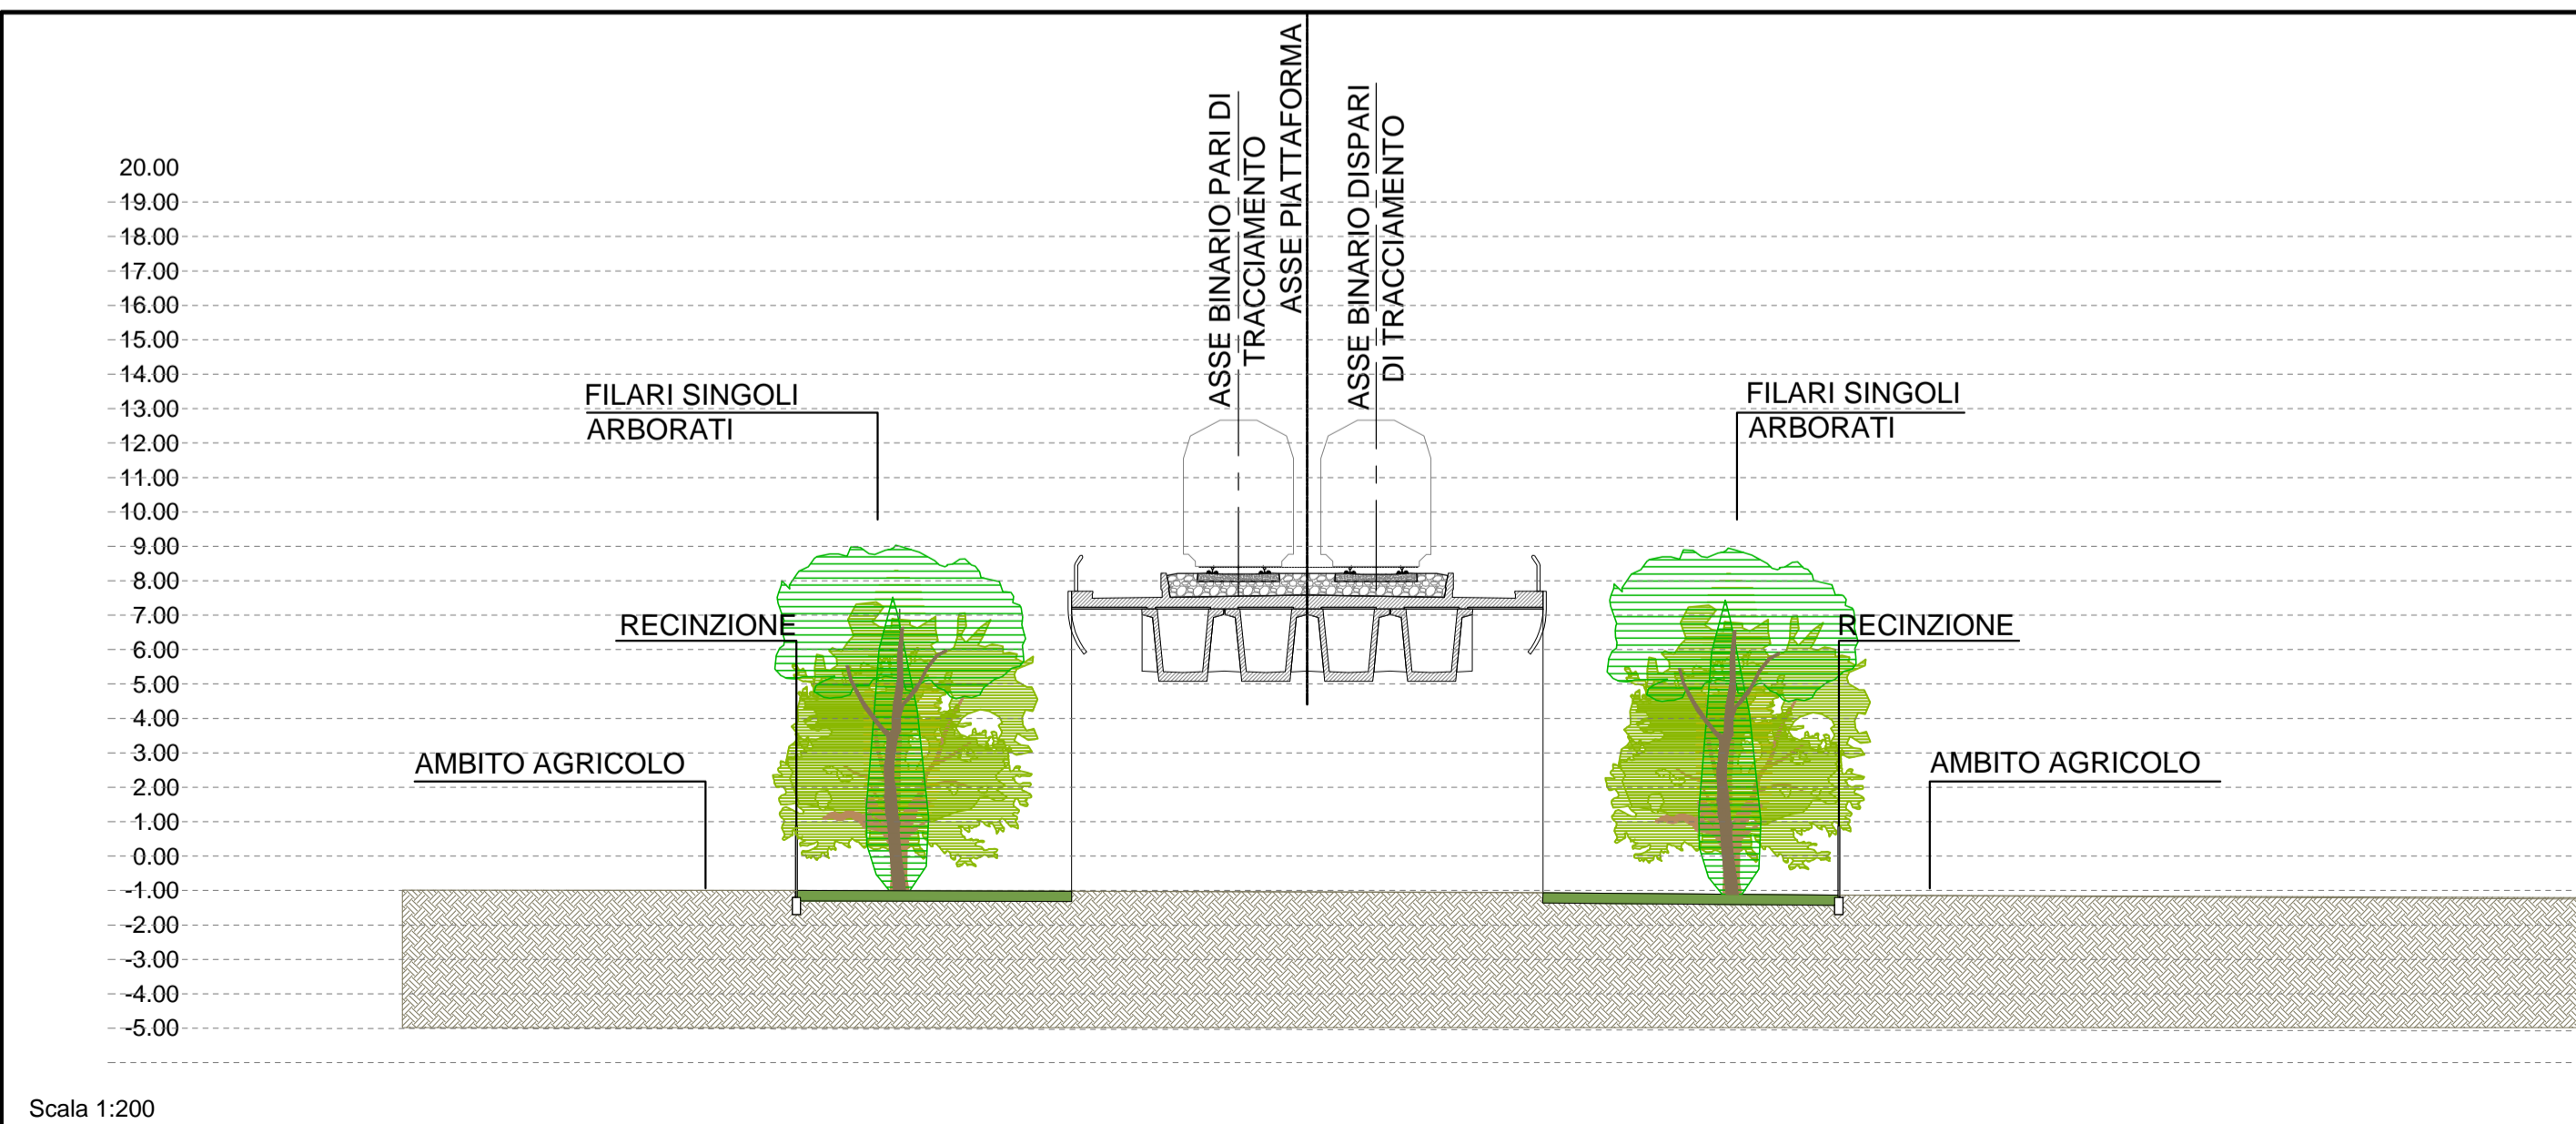 ASSE BINARIO PARI DI
TRACCIAMENTO
ASSE PIATTAFORMA
ASSE BINARIO DISPARI
DI TRACCIAMENTO
20.00
19.00
18.00
17.00
16.00
15.00
14.00
13.00
12.00
11.00
10.00
9.00
8.00
7.00
6.00
5.00
4.00
3.00
2.00
1.00
0.00
-1.00
-2.00
-3.00
-4.00
-5.00
FILARI SINGOLI
ARBORATI
FILARI SINGOLI
ARBORATI
RECINZIONE
RECINZIONE
AMBITO AGRICOLO
AMBITO AGRICOLO
Scala 1:200